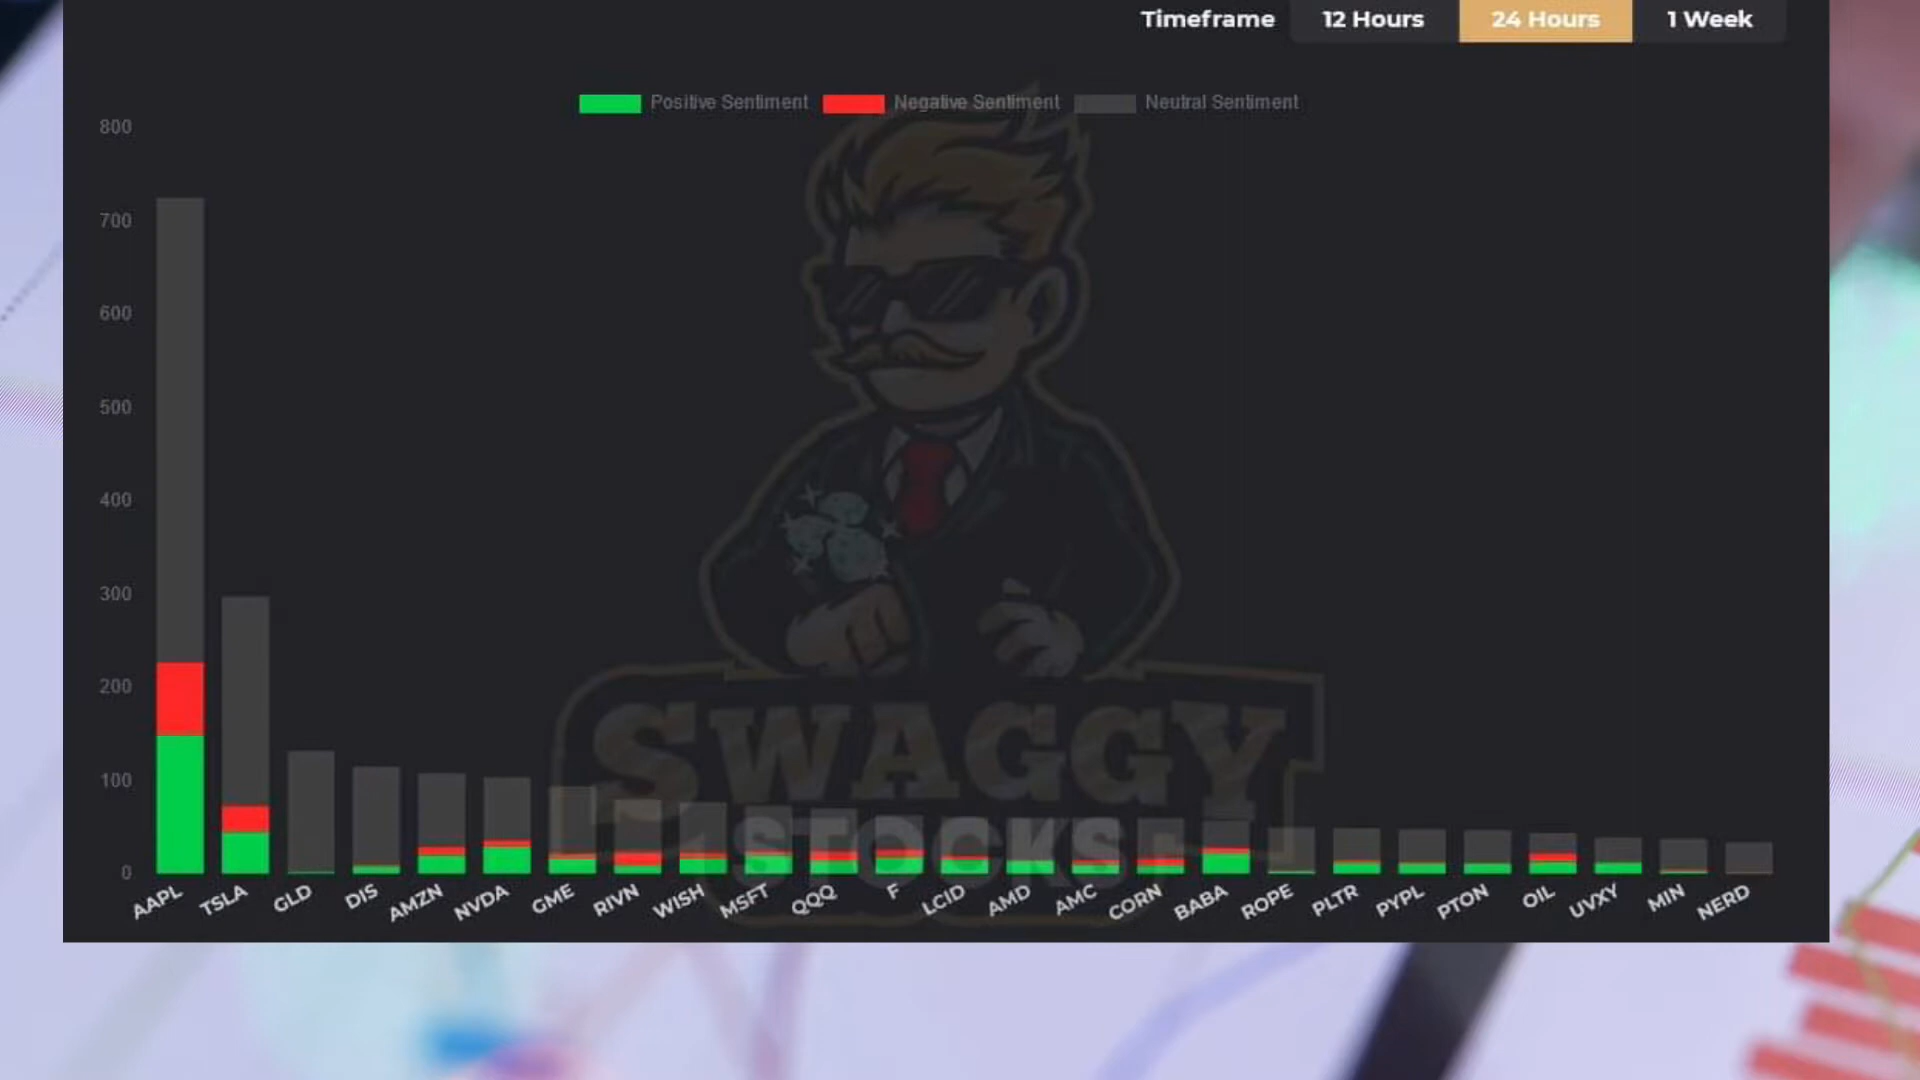 Timeframe 12 Hours 24 Hours 1 Week
Positive Sentiment Negative Sentiment Neutral Sentiment
800
700
600
500
400
300
200
100
0
SWAGGY
STOCKS
AAPL TSLA GLD DIS AMZN NVDA GME RIVN WISH MSFT QQQ F LCID AMD AMC CORN BABA ROPE PLTR PYPL PTON OIL UVXY MIN NERD